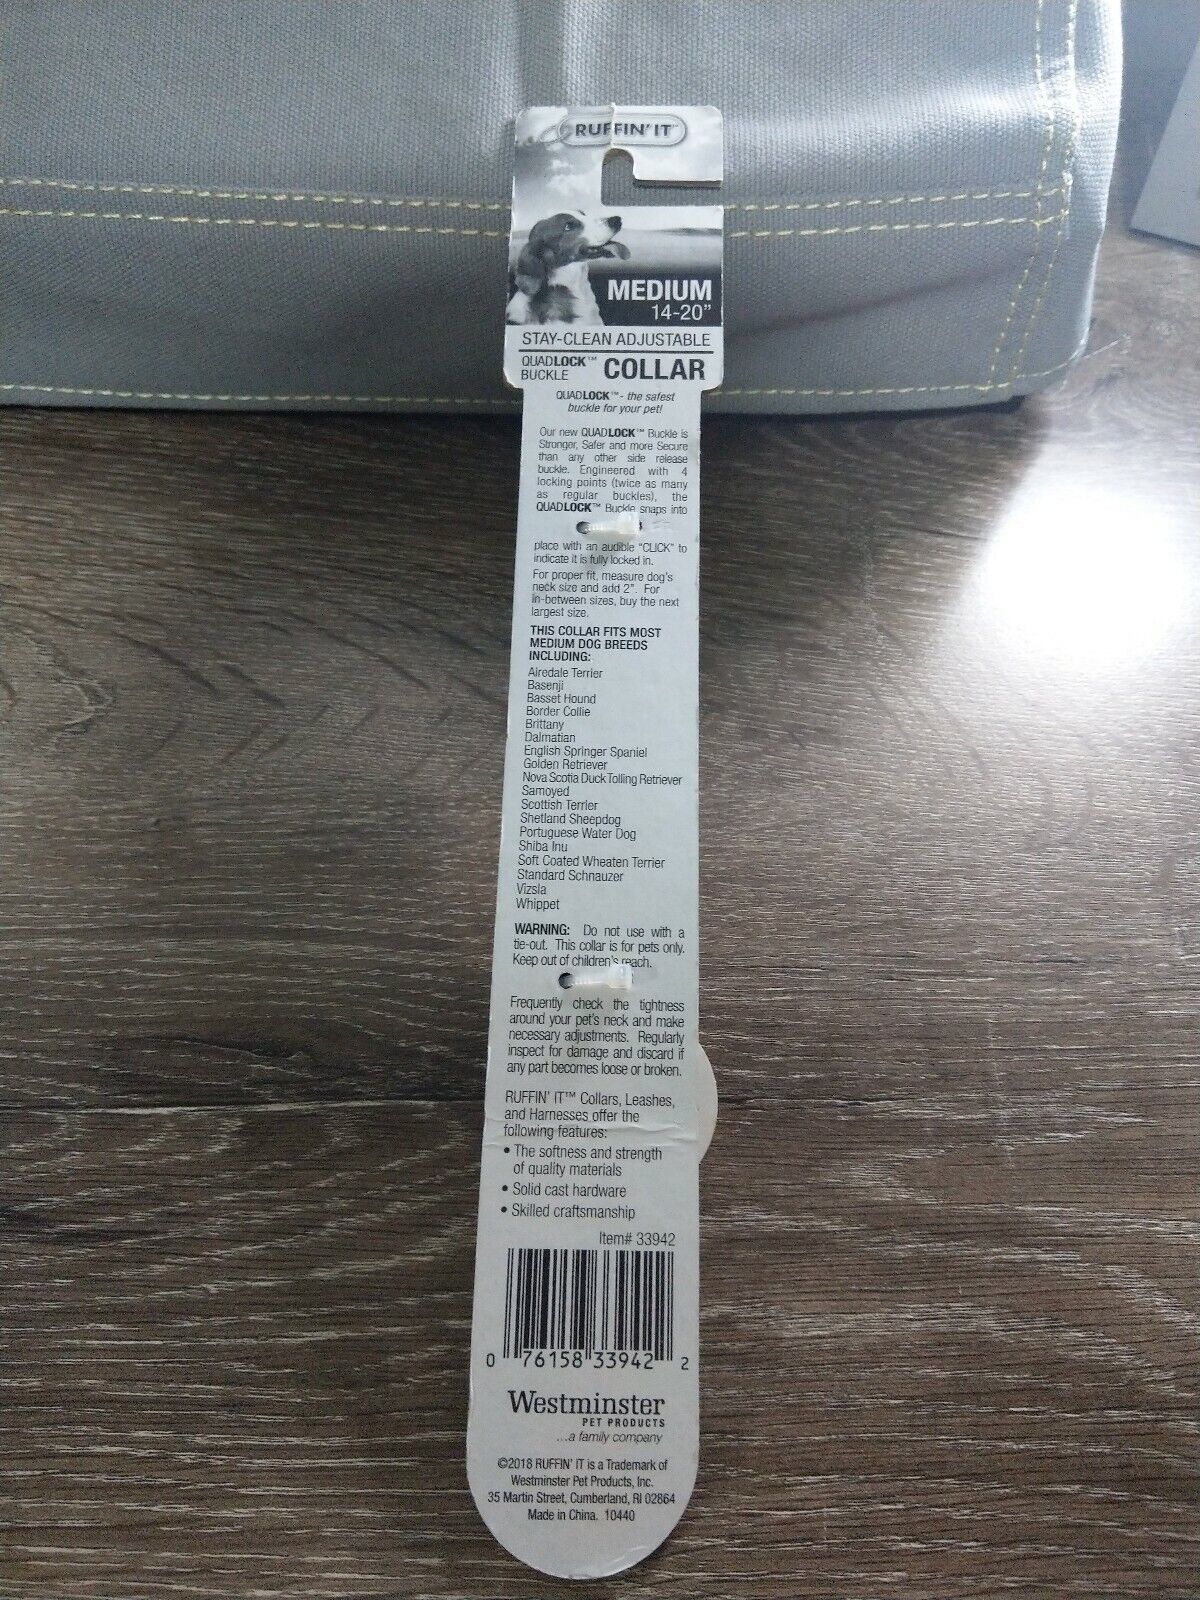 RUFFIN' IT™
MEDIUM
14-20"
STAY-CLEAN ADJUSTABLE
QUADLOCK™
BUCKLE
COLLAR
QUADLOCK™- the safest
buckle for your pet!
Our new QUADLOCK™ Buckle is
Stronger, Safer and more Secure
than any other side release
buckle. Engineered with 4
locking points (twice as many
as regular buckles), the
QUADLOCK™ Buckle snaps into
place with an audible "CLICK" to
indicate it is fully locked in.
For proper fit, measure dog's
neck size and add 2". For
in-between sizes, buy the next
largest size.
THIS COLLAR FITS MOST
MEDIUM DOG BREEDS
INCLUDING:
Airedale Terrier
Basenji
Basset Hound
Border Collie
Brittany
Dalmatian
English Springer Spaniel
Golden Retriever
Nova Scotia Duck Tolling Retriever
Samoyed
Scottish Terrier
Shetland Sheepdog
Portuguese Water Dog
Shiba Inu
Soft Coated Wheaten Terrier
Standard Schnauzer
Vizsla
Whippet
WARNING: Do not use with a
tie-out. This collar is for pets only.
Keep out of children's reach.
Frequently check the tightness
around your pet's neck and make
necessary adjustments. Regularly
inspect for damage and discard if
any part becomes loose or broken.
RUFFIN' IT™ Collars, Leashes,
and Harnesses offer the
following features:
• The softness and strength
of quality materials
• Solid cast hardware
• Skilled craftsmanship
Item# 33942
0 76158 33942 2
Westminster
PET PRODUCTS
...a family company
©2018 RUFFIN' IT is a Trademark of
Westminster Pet Products, Inc.
35 Martin Street, Cumberland, RI 02864
Made in China. 10440